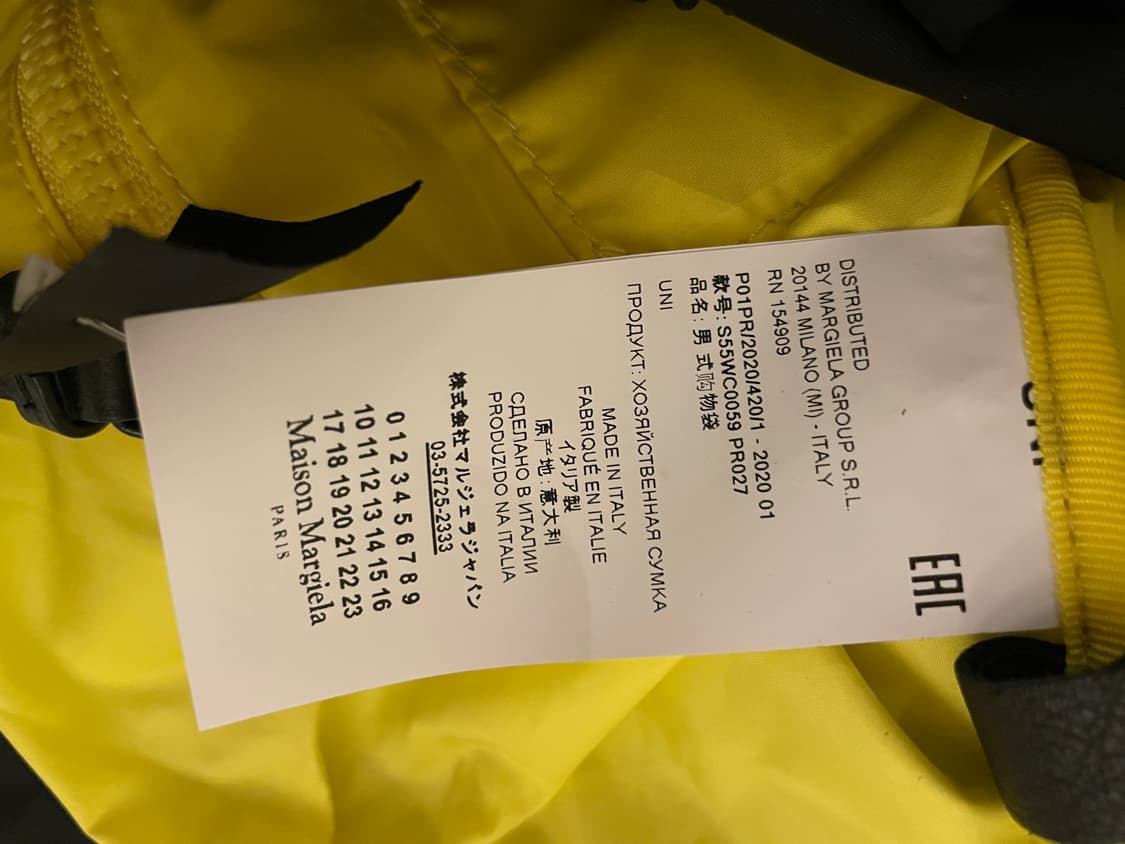 EAC
DISTRIBUTED
BY MARGIELA GROUP S.R.L.
20144 MILANO (MI) - ITALY
RN 154909
P01PR/2020/420/1 - 2020 01
款号: S55WC0059 PR027
品名: 男 式购物袋
UNI
ПРОДУКТ: ХОЗЯЙСТВЕННАЯ СУМКА
MADE IN ITALY
FABRIQUÉ EN ITALIE
イタリア製
原产地: 意大利
СДЕЛАНО В ИТАЛИИ
PRODUZIDO NA ITALIA
株式会社マルジェラジャパン
03-5725-2333
0 1 2 3 4 5 6 7 8 9
10 11 12 13 14 15 16
17 18 19 20 21 22 23
Maison Margiela
PARIS